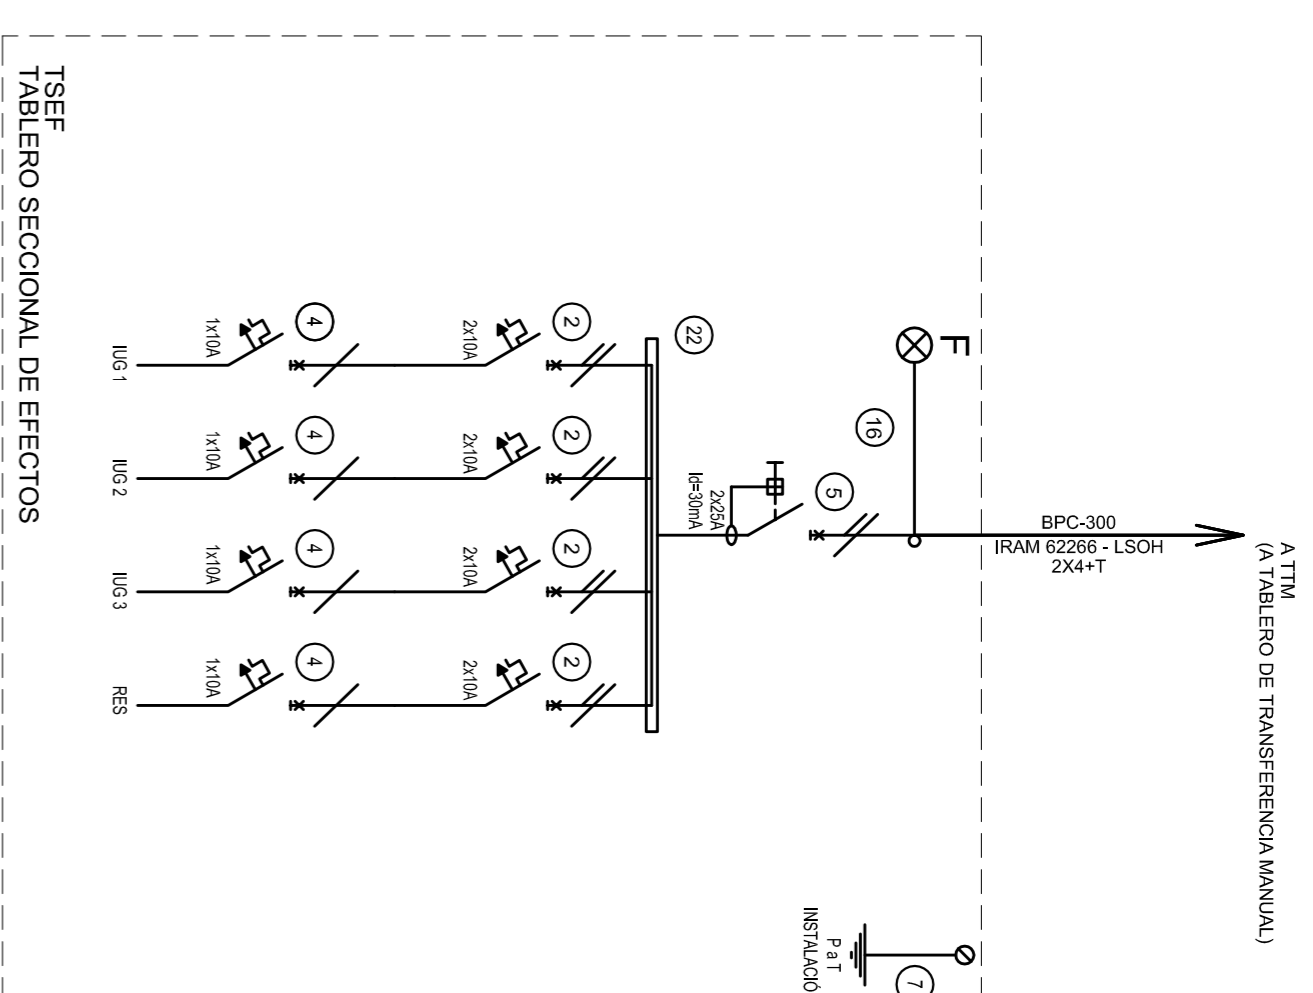 A TTM
(A TABLERO DE TRANSFERENCIA MANUAL)
BPC-300
IRAM 62266 - LSOH
2X4+T
F
16
5
2x25A
Id=30mA
22
2
2
2
2
2x10A
2x10A
2x10A
2x10A
4
4
4
4
1x10A
1x10A
1x10A
1x10A
IUG 1
IUG 2
IUG 3
RES
7
P a T
INSTALACIÓ
TSEF
TABLERO SECCIONAL DE EFECTOS